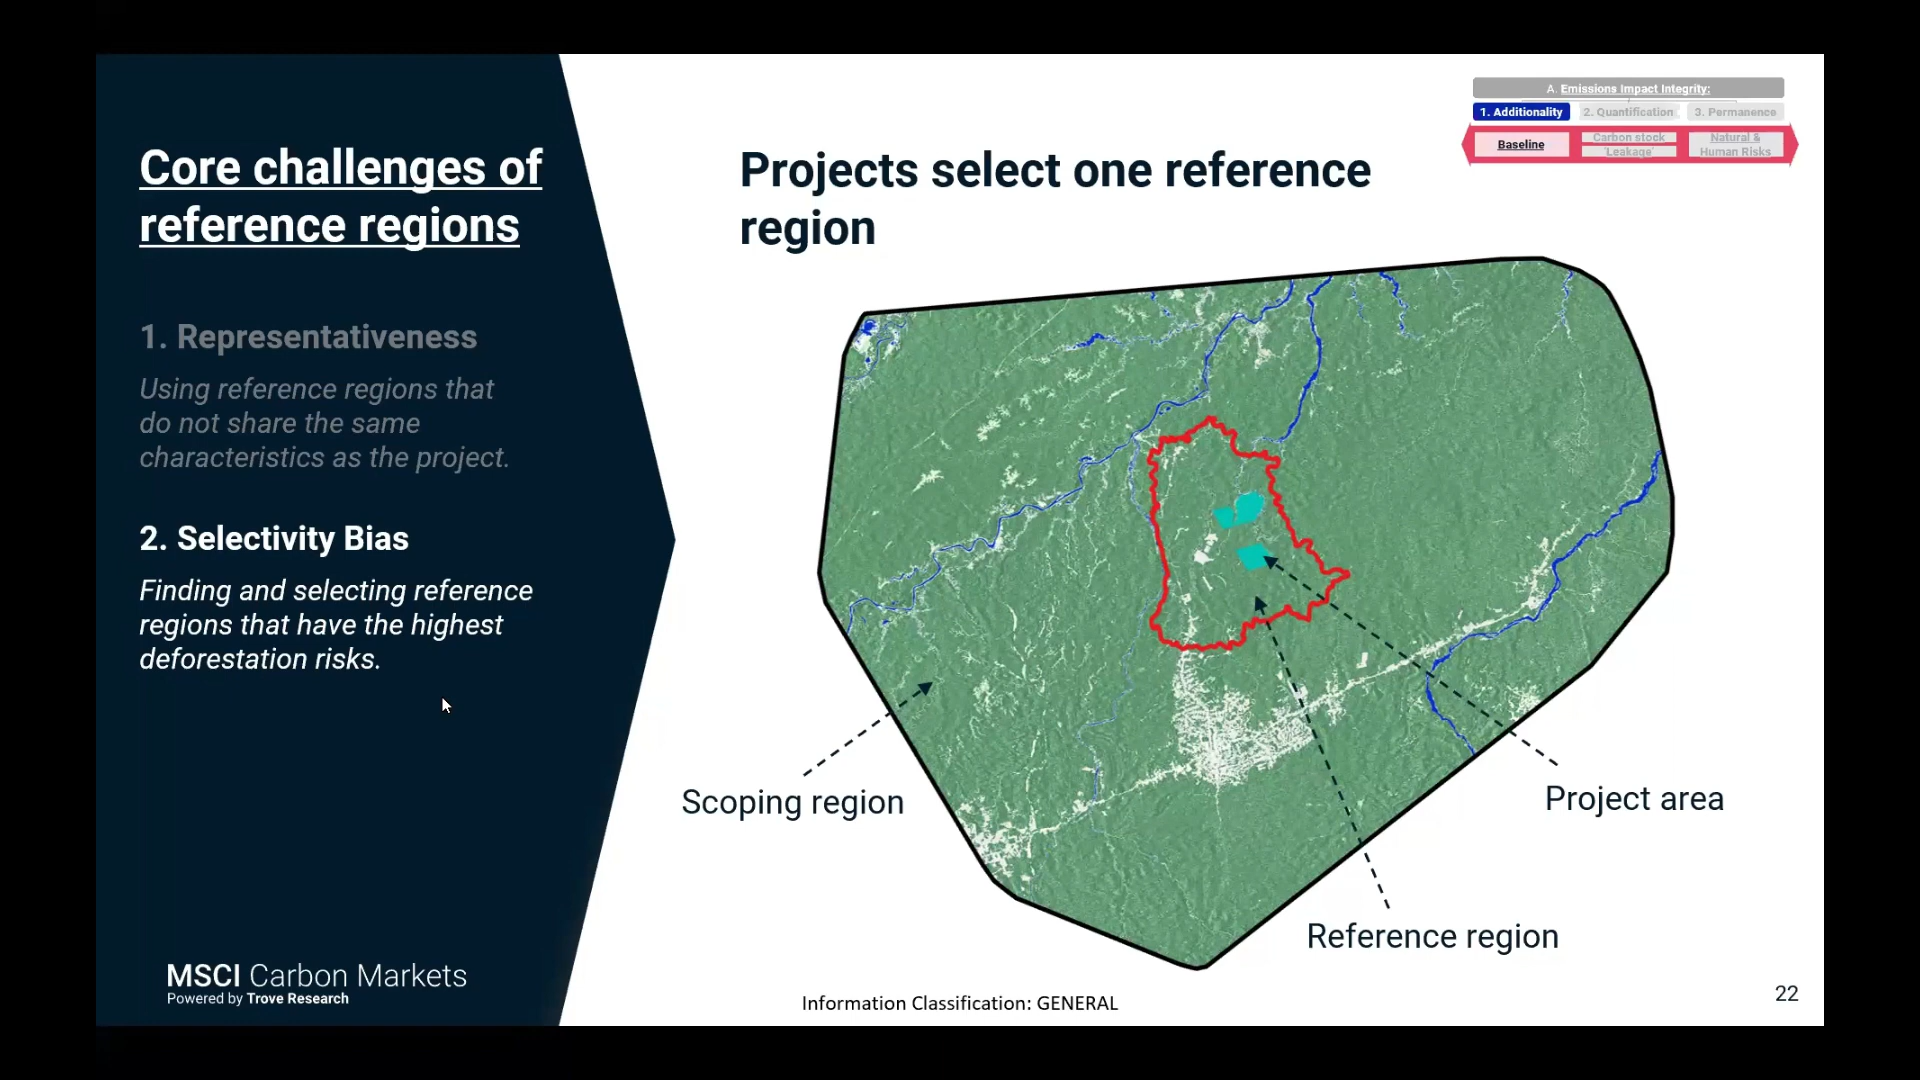 Core challenges of
reference regions
1. Representativeness
Using reference regions that
do not share the same
characteristics as the project.
2. Selectivity Bias
Finding and selecting reference
regions that have the highest
deforestation risks.
MSCI Carbon Markets
Powered by Trove Research
Projects select one reference
region
A. Emissions Impact Integrity:
1. Additionality
2. Quantification
3. Permanence
Baseline
Carbon stock
'Leakage'
Natural &
Human Risks
Scoping region
Project area
Reference region
Information Classification: GENERAL
22